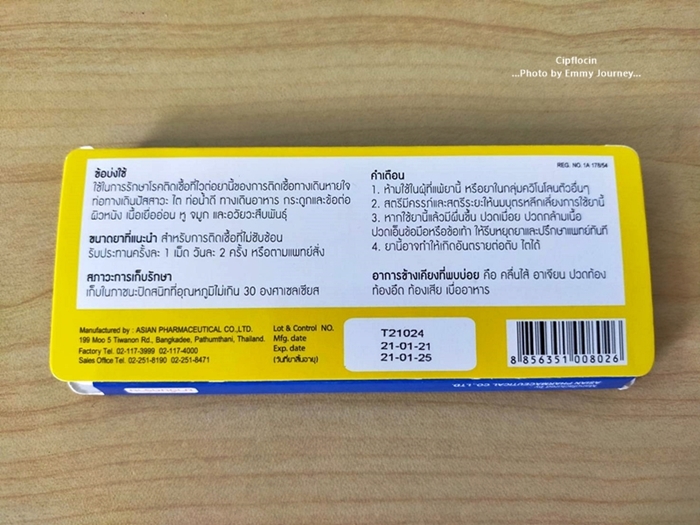 Cipflocin
...Photo by Emmy Journey...
REG. NO. 1A 178/54
ข้อบ่งใช้
ใช้ในการรักษาโรคติดเชื้อที่ไวต่อยานี้ของการติดเชื้อทางเดินหายใจ
ท่อทางเดินปัสสาวะ ไต ท่อน้ำดี ทางเดินอาหาร กระดูกและข้อต่อ
ผิวหนัง เนื้อเยื่ออ่อน หู จมูก และอวัยวะสืบพันธุ์
ขนาดยาที่แนะนำ สำหรับการติดเชื้อที่ไม่ซับซ้อน
รับประทานครั้งละ 1 เม็ด วันละ 2 ครั้ง หรือตามแพทย์สั่ง
สภาวะการเก็บรักษา
เก็บในภาชนะปิดสนิทที่อุณหภูมิไม่เกิน 30 องศาเซลเซียส
คำเตือน
1. ห้ามใช้ในผู้ที่แพ้ยานี้ หรือยาในกลุ่มควิโนโลนตัวอื่นๆ
2. สตรีมีครรภ์และสตรีระยะให้นมบุตรหลีกเลี่ยงการใช้ยานี้
3. หากใช้ยาแล้วมีผื่นขึ้น ปวดเมื่อย ปวดกล้ามเนื้อ
ปวดเอ็นข้อมือหรือข้อเท้า ให้รีบหยุดยาและปรึกษาแพทย์ทันที
4. ยานี้อาจทำให้เกิดอันตรายต่อตับ ไตได้
อาการข้างเคียงที่พบบ่อย คือ คลื่นไส้ อาเจียน ปวดท้อง
ท้องอืด ท้องเสีย เบื่ออาหาร
Manufactured by : ASIAN PHARMACEUTICAL CO.,LTD.
199 Moo 5 Tiwanon Rd., Bangkadee, Pathumthani, Thailand.
Factory Tel. 02-117-3999 02-117-4000
Sales Office Tel. 02-251-8190 02-251-8471
Lot & Control NO.
Mfg. date
Exp. date
(วันที่ยาสิ้นอายุ)
T21024
21-01-21
21-01-25
8 856351 008026
ASIAN PHARMACEUTICAL CO.,LTD.